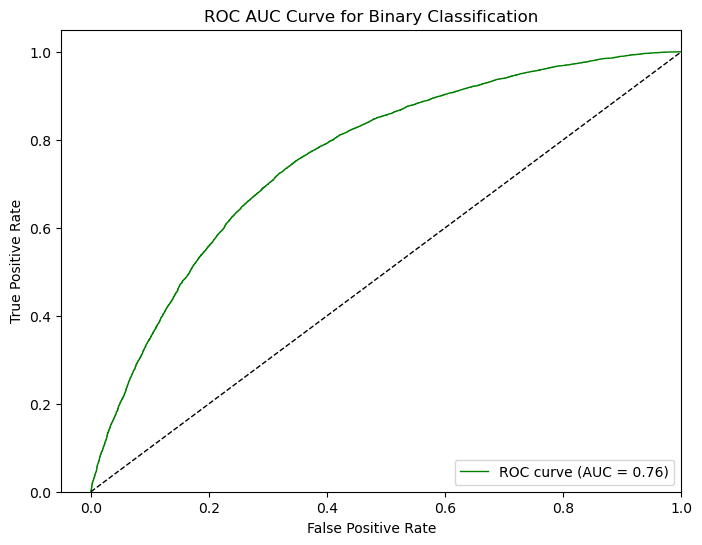 ROC AUC Curve for Binary Classification
1.0
0.8
0.6
0.4
0.2
0.0
True Positive Rate
ROC curve (AUC = 0.76)
0.0 0.2 0.4 0.6 0.8 1.0
False Positive Rate